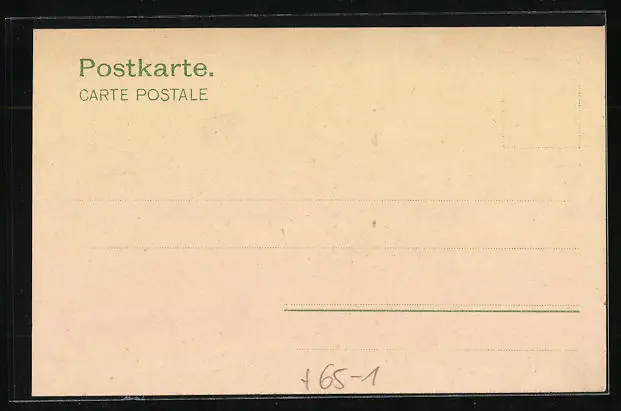 Postkarte.
CARTE POSTALE
+65-1